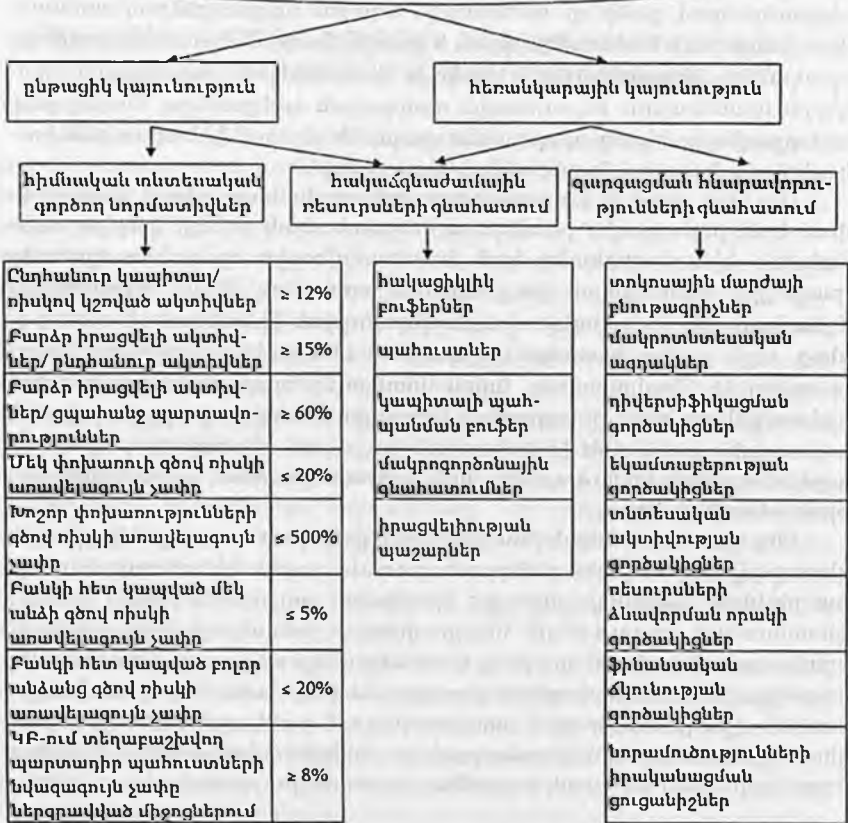 ընթացիկ կայունություն
հեռանկարային կայունություն
հիմնական տնտեսական
գործող նորմատիվներ
հակաճգնաժամային
ռեսուրսների գնահատում
զարգացման հնարավորու-
թյունների գնահատում
Ընդհանուր կապիտալ/
ռիսկով կշռված ակտիվներ
≥ 12%
Բարձր իրացվելի ակտիվ-
ներ/ ընդհանուր ակտիվներ
≥ 15%
Բարձր իրացվելի ակտիվ-
ներ/ ցպահանջ պարտավո-
րություններ
≥ 60%
Մեկ փոխառուի գծով ռիսկի
առավելագույն չափը
≤ 20%
Խոշոր փոխառությունների
գծով ռիսկի առավելագույն
չափը
≤ 500%
Բանկի հետ կապված մեկ
անձի գծով ռիսկի
առավելագույն չափը
≤ 5%
Բանկի հետ կապված բոլոր
անձանց գծով ռիսկի
առավելագույն չափը
≤ 20%
ԿԲ-ում տեղաբաշխվող
պարտադիր պահուստների
նվազագույն չափը
ներգրավված միջոցներում
≥ 8%
հակացիկլիկ
բուֆերներ
պահուստներ
կապիտալի պահ-
պանման բուֆեր
մակրոգործոնային
գնահատումներ
իրացվելիության
պաշարներ
տոկոսային մարժայի
բնութագրիչներ
մակրոտնտեսական
ազդակներ
դիվերսիֆիկացման
գործակիցներ
եկամտաբերության
գործակիցներ
տնտեսական
ակտիվության
գործակիցներ
ռեսուրսների
ձևավորման որակի
գործակիցներ
ֆինանսական
ճկունության
գործակիցներ
նորամուծությունների
իրականացման
ցուցանիշներ